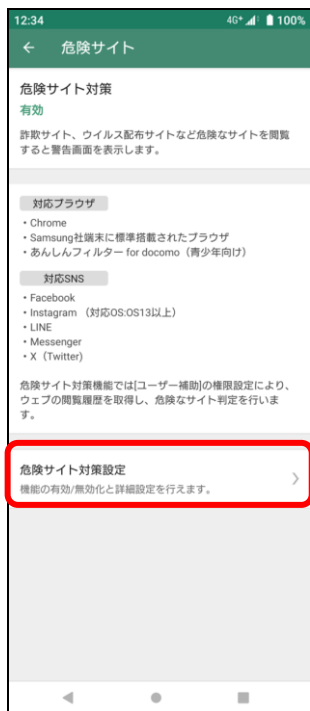 12:34 4G+ 100%
危険サイト
危険サイト対策
有効
詐欺サイト、ウイルス配布サイトなど危険なサイトを閲覧
すると警告画面を表示します。
対応ブラウザ
・Chrome
・Samsung社端末に標準搭載されたブラウザ
・あんしんフィルター for docomo（青少年向け）
対応SNS
・Facebook
・Instagram （対応OS:OS13以上）
・LINE
・Messenger
・X（Twitter)
危険サイト対策機能では[ユーザー補助]の権限設定により、
ウェブの閲覧履歴を取得し、危険なサイト判定を行いま
す。
危険サイト対策設定
機能の有効/無効化と詳細設定を行えます。